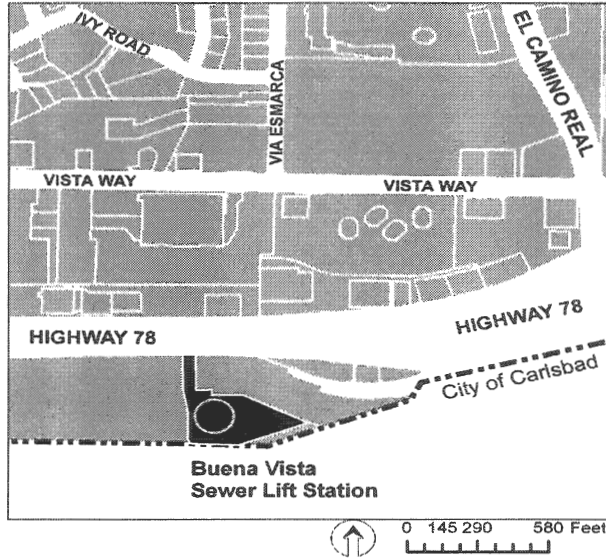 IVY ROAD
EL CAMINO REAL
VIA ESMARCA
VISTA WAY
VISTA WAY
HIGHWAY 78
HIGHWAY 78
City of Carlsbad
Buena Vista
Sewer Lift Station
0 145 290 580 Feet